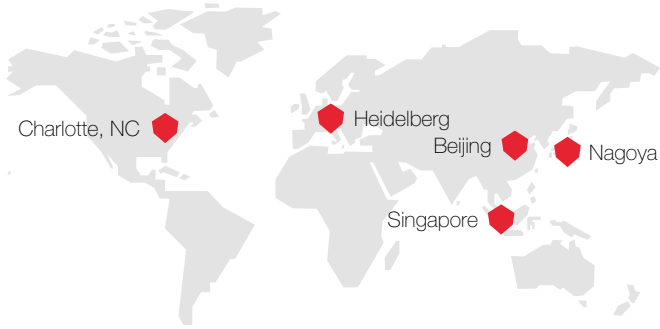 Charlotte, NC
Heidelberg
Beijing
Nagoya
Singapore